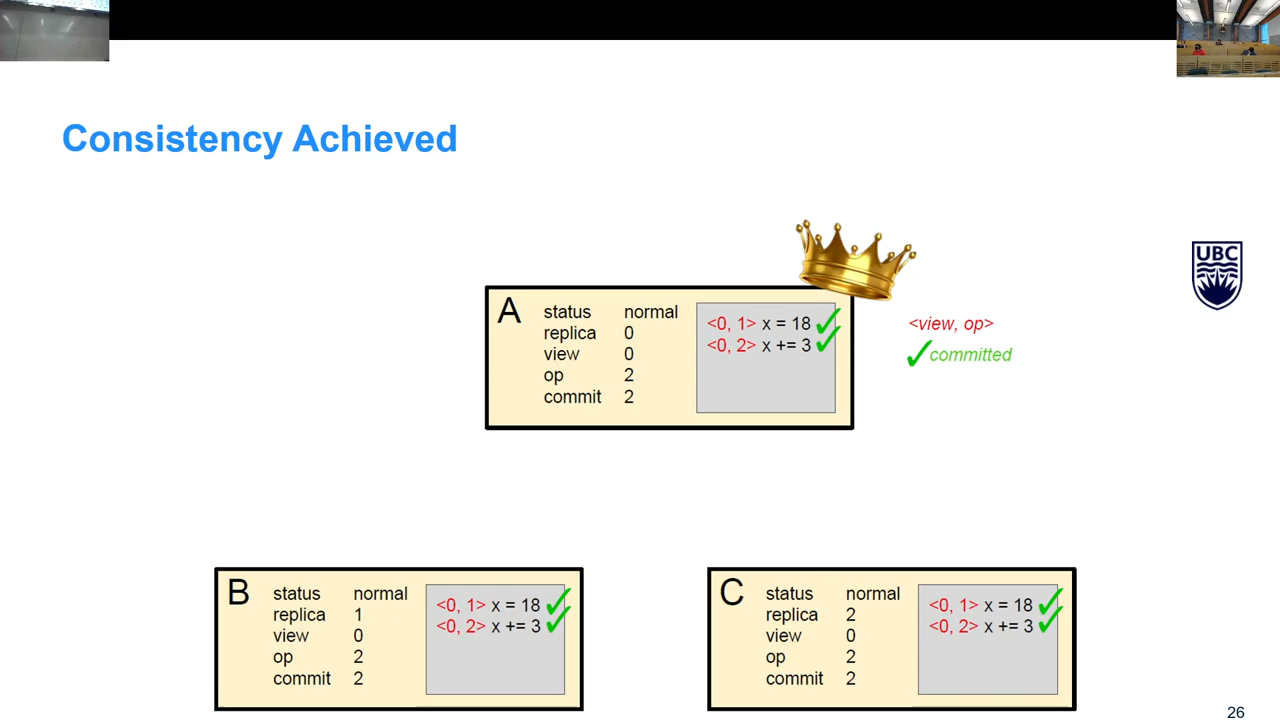 Consistency Achieved
UBC
A
status normal
replica 0
view 0
op 2
commit 2
<0, 1> x = 18
<0, 2> x += 3
<view, op>
committed
B
status normal
replica 1
view 0
op 2
commit 2
<0, 1> x = 18
<0, 2> x += 3
C
status normal
replica 2
view 0
op 2
commit 2
<0, 1> x = 18
<0, 2> x += 3
26